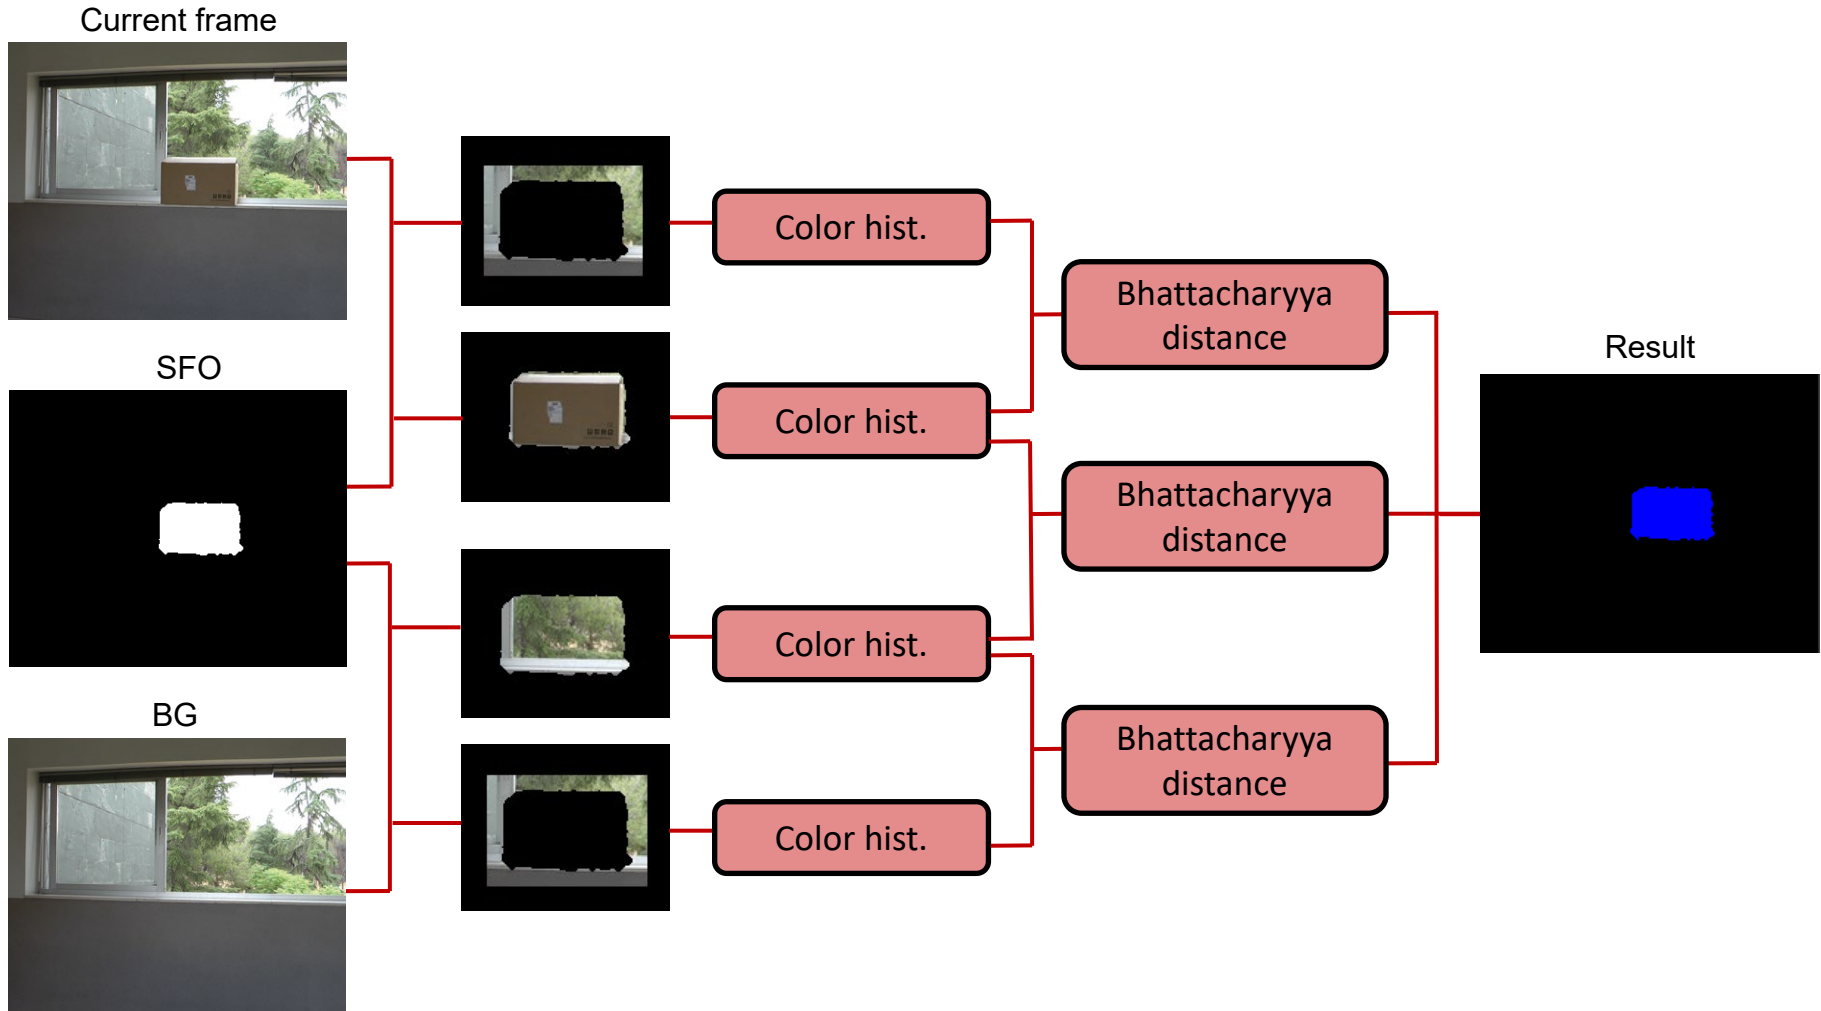 Current frame
SFO
BG
Color hist.
Color hist.
Color hist.
Color hist.
Bhattacharyya
distance
Bhattacharyya
distance
Bhattacharyya
distance
Result